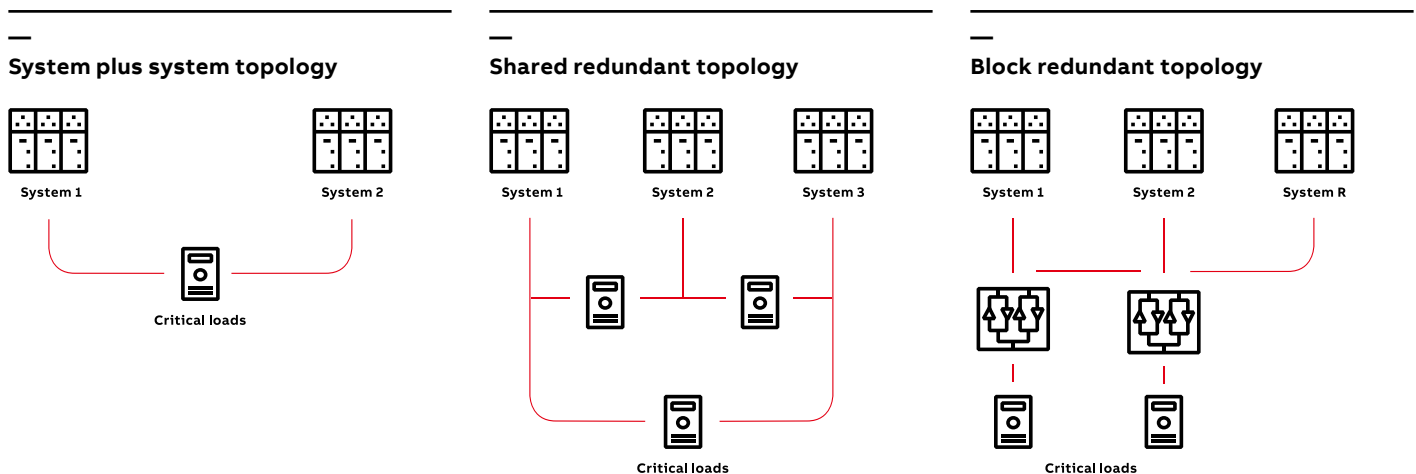 System plus system topology
System 1
System 2
Critical loads
Shared redundant topology
System 1
System 2
System 3
Critical loads
Block redundant topology
System 1
System 2
System R
Critical loads